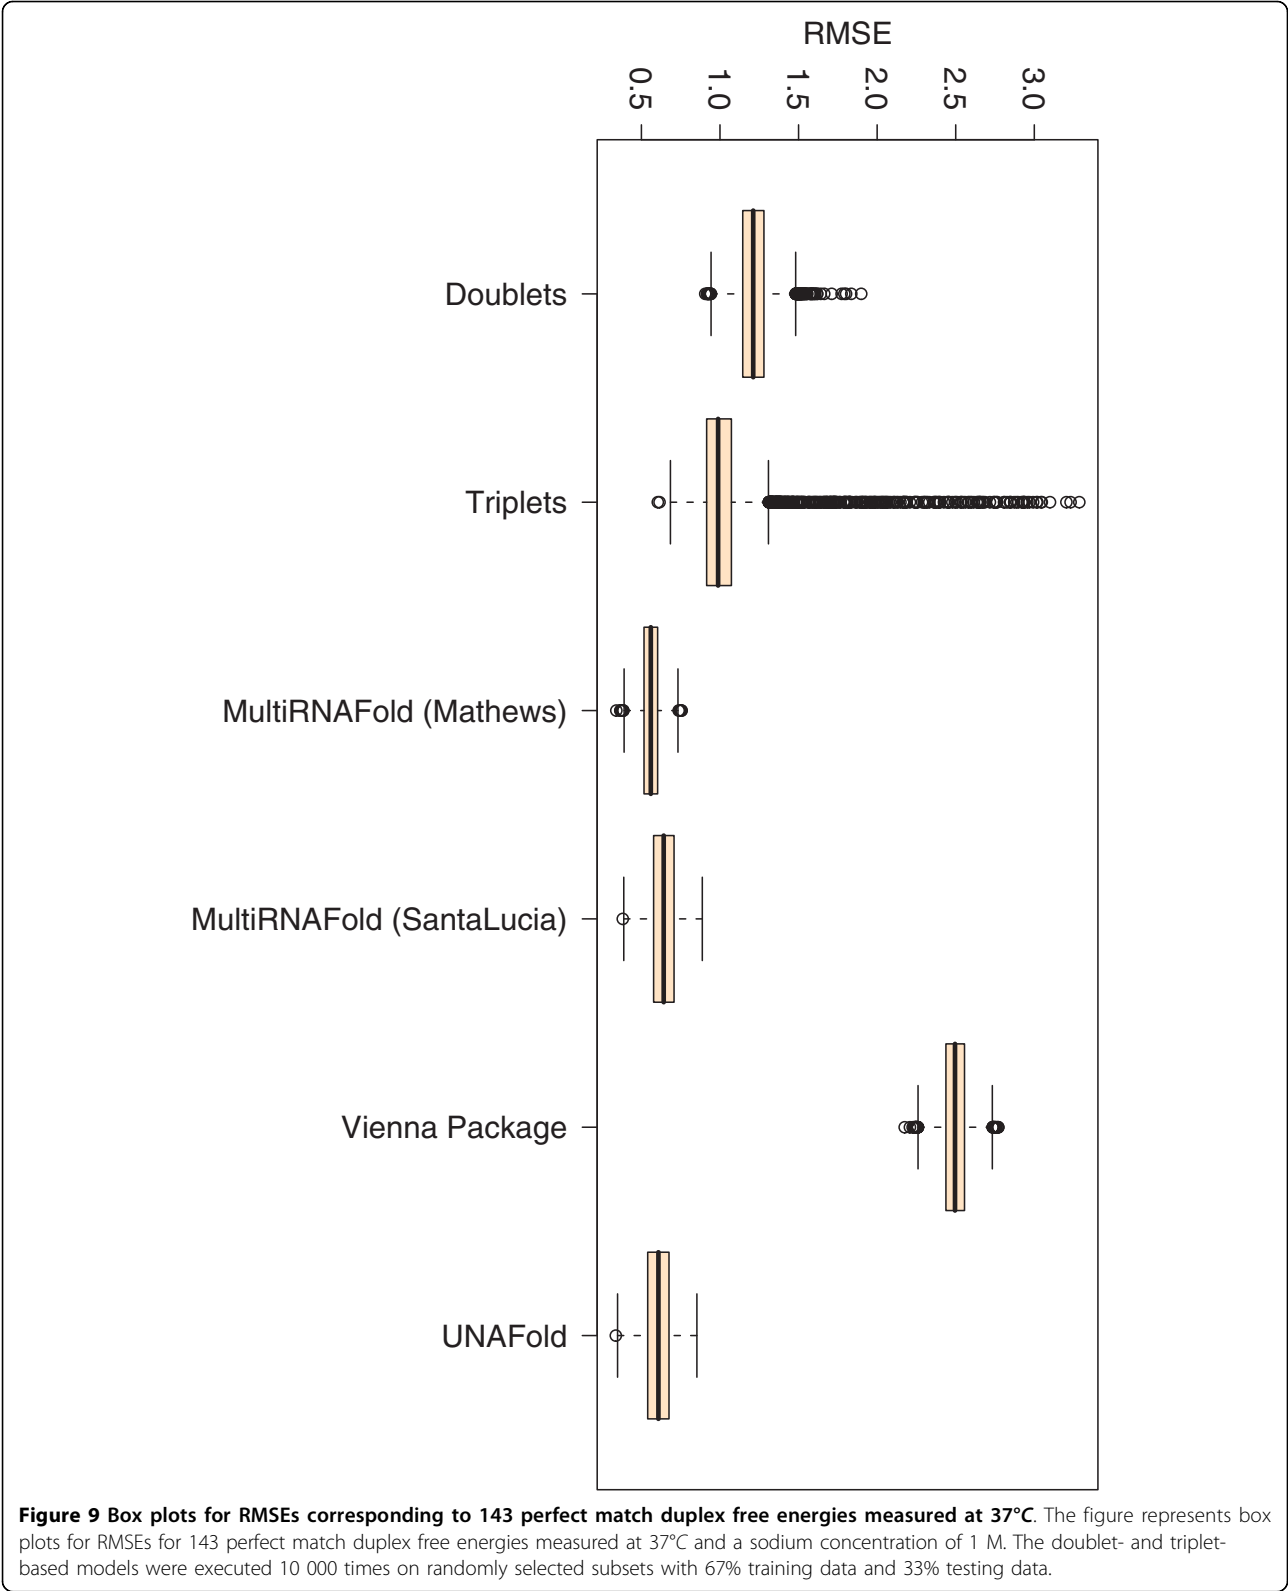 RMSE
0.5 1.0 1.5 2.0 2.5 3.0
Doublets
Triplets
MultiRNAFold (Mathews)
MultiRNAFold (SantaLucia)
Vienna Package
UNAFold
Figure 9 Box plots for RMSEs corresponding to 143 perfect match duplex free energies measured at 37°C. The figure represents box
plots for RMSEs for 143 perfect match duplex free energies measured at 37°C and a sodium concentration of 1 M. The doublet- and triplet-
based models were executed 10 000 times on randomly selected subsets with 67% training data and 33% testing data.